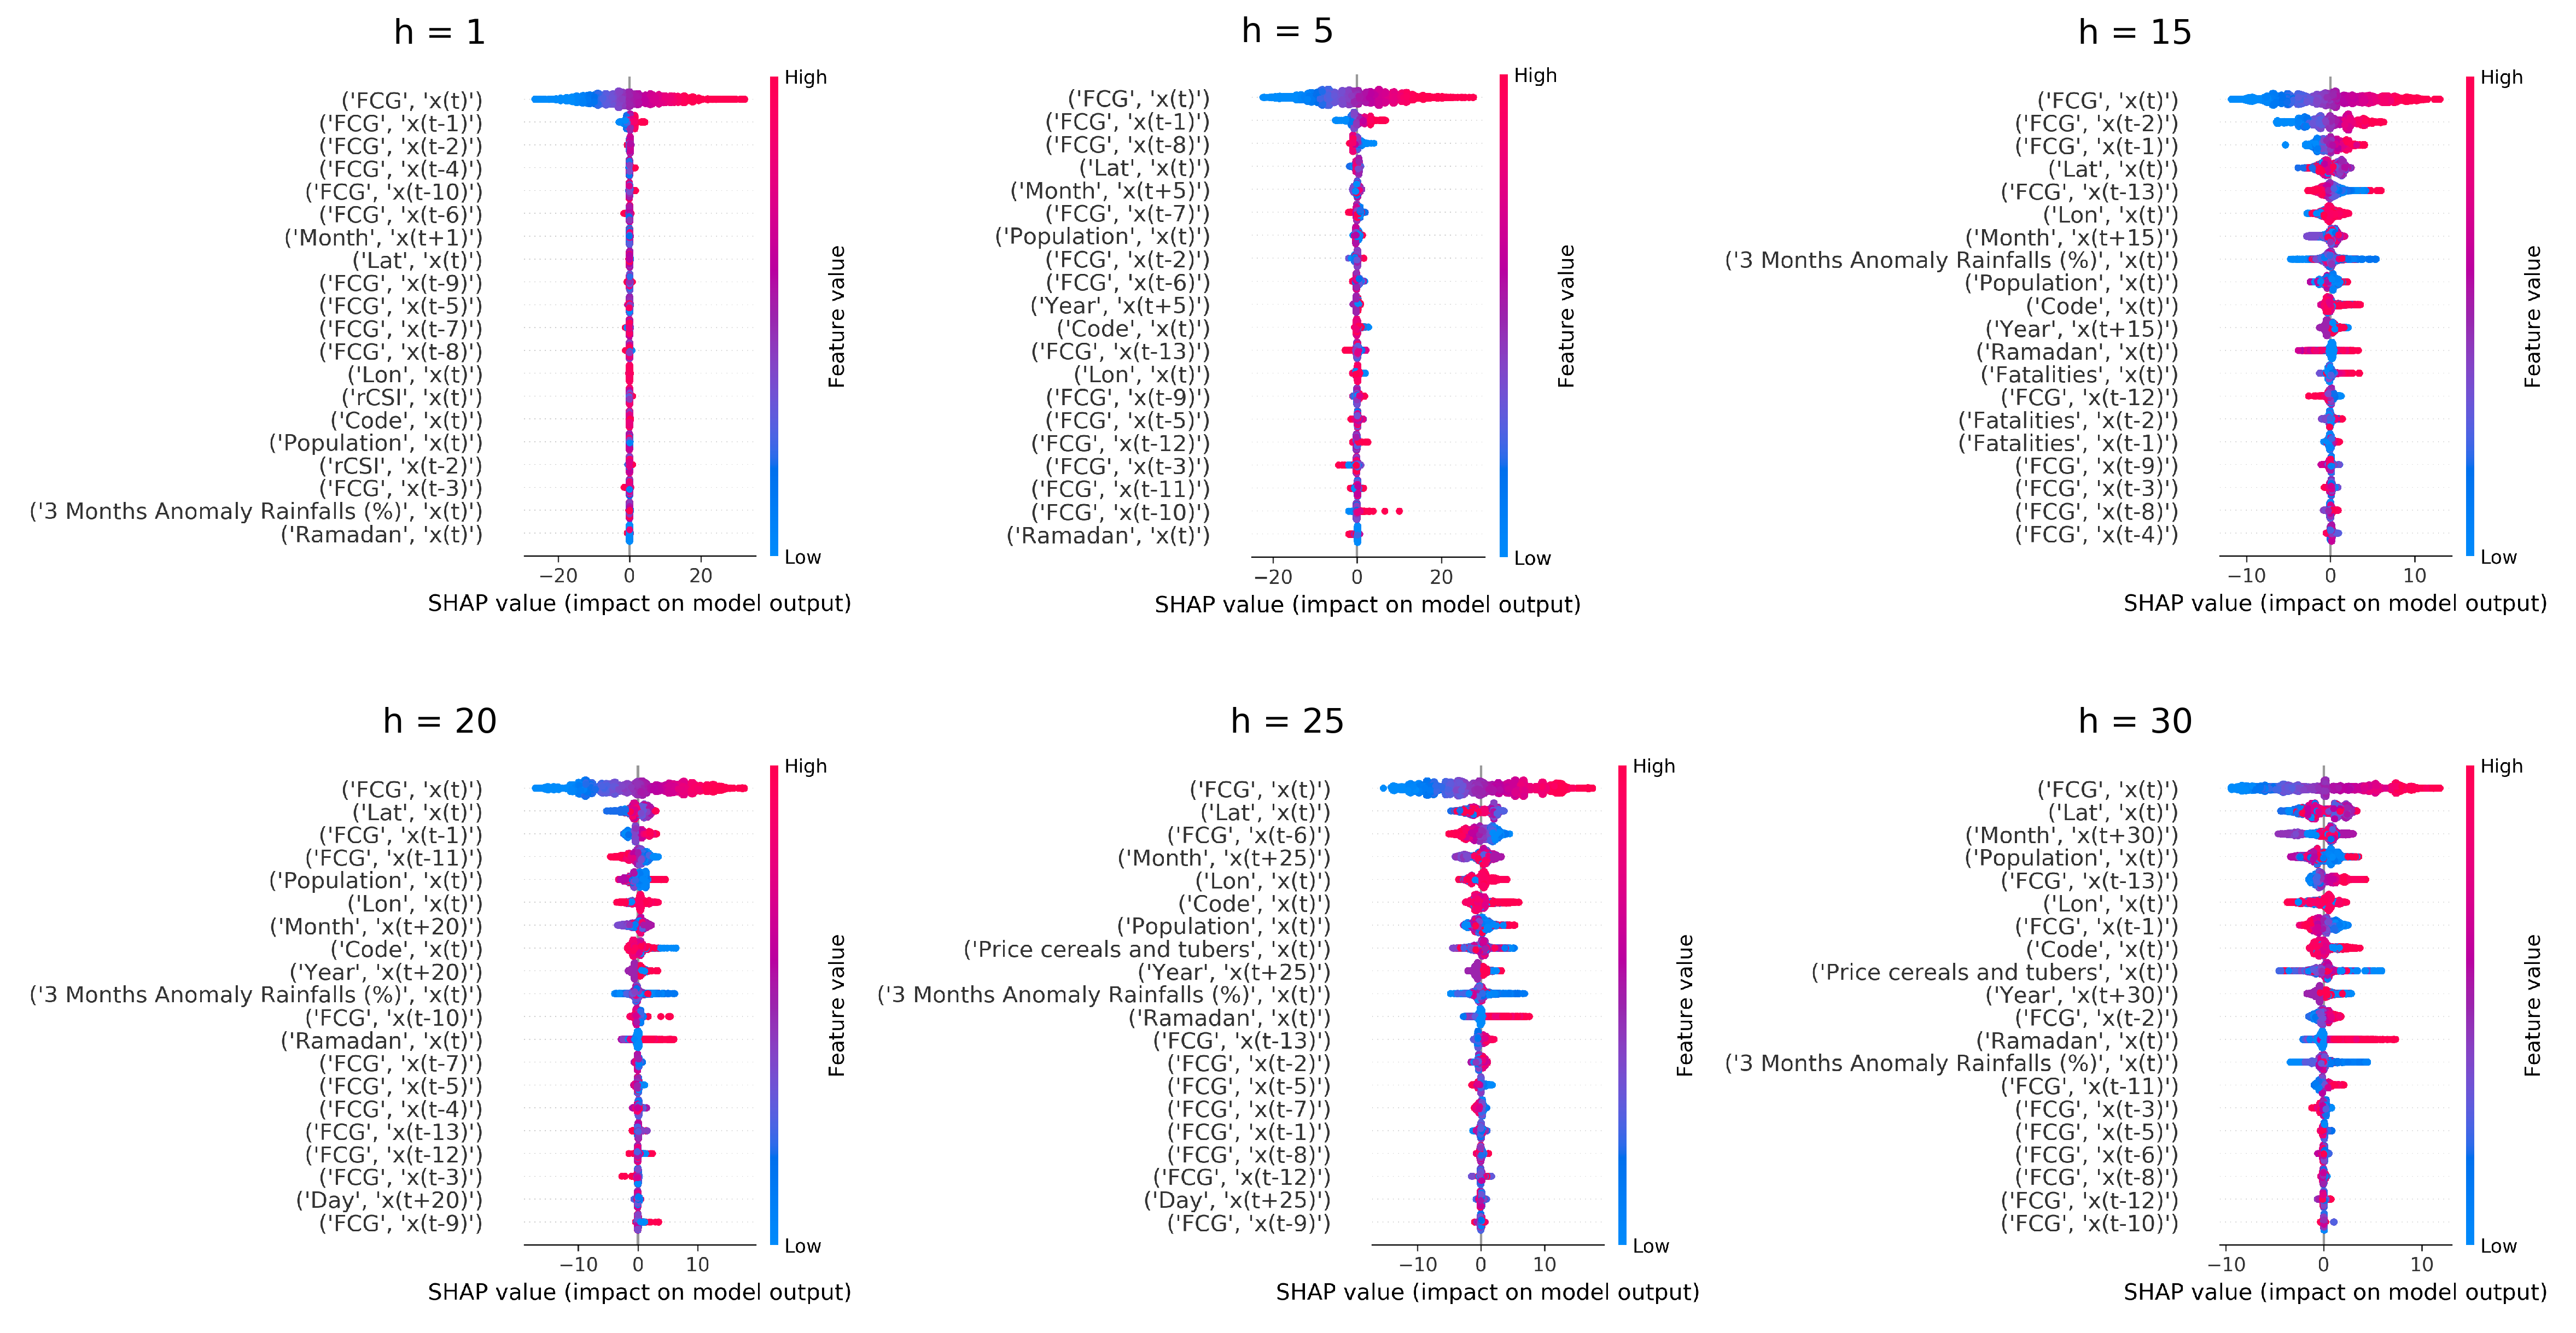 h = 1
('FCG', 'x(t)')
('FCG', 'x(t-1)')
('FCG', 'x(t-2)')
('FCG', 'x(t-4)')
('FCG', 'x(t-10)')
('FCG', 'x(t-6)')
('Month', 'x(t+1)')
('Lat', 'x(t)')
('FCG', 'x(t-9)')
('FCG', 'x(t-5)')
('FCG', 'x(t-7)')
('FCG', 'x(t-8)')
('Lon', 'x(t)')
('rCSI', 'x(t)')
('Code', 'x(t)')
('Population', 'x(t)')
('rCSI', 'x(t-2)')
('FCG', 'x(t-3)')
('3 Months Anomaly Rainfalls (%)', 'x(t)')
('Ramadan', 'x(t)')
−20 0 20
SHAP value (impact on model output)
High
Feature value
Low
h = 5
('FCG', 'x(t)')
('FCG', 'x(t-1)')
('FCG', 'x(t-8)')
('Lat', 'x(t)')
('Month', 'x(t+5)')
('FCG', 'x(t-7)')
('Population', 'x(t)')
('FCG', 'x(t-2)')
('FCG', 'x(t-6)')
('Year', 'x(t+5)')
('Code', 'x(t)')
('FCG', 'x(t-13)')
('Lon', 'x(t)')
('FCG', 'x(t-9)')
('FCG', 'x(t-5)')
('FCG', 'x(t-12)')
('FCG', 'x(t-3)')
('FCG', 'x(t-11)')
('FCG', 'x(t-10)')
('Ramadan', 'x(t)')
−20 0 20
SHAP value (impact on model output)
High
Feature value
Low
h = 15
('FCG', 'x(t)')
('FCG', 'x(t-2)')
('FCG', 'x(t-1)')
('Lat', 'x(t)')
('FCG', 'x(t-13)')
('Lon', 'x(t)')
('Month', 'x(t+15)')
('3 Months Anomaly Rainfalls (%)', 'x(t)')
('Population', 'x(t)')
('Code', 'x(t)')
('Year', 'x(t+15)')
('Ramadan', 'x(t)')
('Fatalities', 'x(t)')
('FCG', 'x(t-12)')
('Fatalities', 'x(t-2)')
('Fatalities', 'x(t-1)')
('FCG', 'x(t-9)')
('FCG', 'x(t-3)')
('FCG', 'x(t-8)')
('FCG', 'x(t-4)')
−10 0 10
SHAP value (impact on model output)
High
Feature value
Low
h = 20
('FCG', 'x(t)')
('Lat', 'x(t)')
('FCG', 'x(t-1)')
('FCG', 'x(t-11)')
('Population', 'x(t)')
('Lon', 'x(t)')
('Month', 'x(t+20)')
('Code', 'x(t)')
('Year', 'x(t+20)')
('3 Months Anomaly Rainfalls (%)', 'x(t)')
('FCG', 'x(t-10)')
('Ramadan', 'x(t)')
('FCG', 'x(t-7)')
('FCG', 'x(t-5)')
('FCG', 'x(t-4)')
('FCG', 'x(t-13)')
('FCG', 'x(t-12)')
('FCG', 'x(t-3)')
('Day', 'x(t+20)')
('FCG', 'x(t-9)')
−10 0 10
SHAP value (impact on model output)
High
Feature value
Low
h = 25
('FCG', 'x(t)')
('Lat', 'x(t)')
('FCG', 'x(t-6)')
('Month', 'x(t+25)')
('Lon', 'x(t)')
('Code', 'x(t)')
('Population', 'x(t)')
('Price cereals and tubers', 'x(t)')
('Year', 'x(t+25)')
('3 Months Anomaly Rainfalls (%)', 'x(t)')
('Ramadan', 'x(t)')
('FCG', 'x(t-13)')
('FCG', 'x(t-2)')
('FCG', 'x(t-5)')
('FCG', 'x(t-7)')
('FCG', 'x(t-1)')
('FCG', 'x(t-8)')
('FCG', 'x(t-12)')
('Day', 'x(t+25)')
('FCG', 'x(t-9)')
−10 0 10
SHAP value (impact on model output)
High
Feature value
Low
h = 30
('FCG', 'x(t)')
('Lat', 'x(t)')
('Month', 'x(t+30)')
('Population', 'x(t)')
('FCG', 'x(t-13)')
('Lon', 'x(t)')
('FCG', 'x(t-1)')
('Code', 'x(t)')
('Price cereals and tubers', 'x(t)')
('Year', 'x(t+30)')
('FCG', 'x(t-2)')
('Ramadan', 'x(t)')
('3 Months Anomaly Rainfalls (%)', 'x(t)')
('FCG', 'x(t-11)')
('FCG', 'x(t-3)')
('FCG', 'x(t-5)')
('FCG', 'x(t-6)')
('FCG', 'x(t-8)')
('FCG', 'x(t-12)')
('FCG', 'x(t-10)')
−10 0 10
SHAP value (impact on model output)
High
Feature value
Low